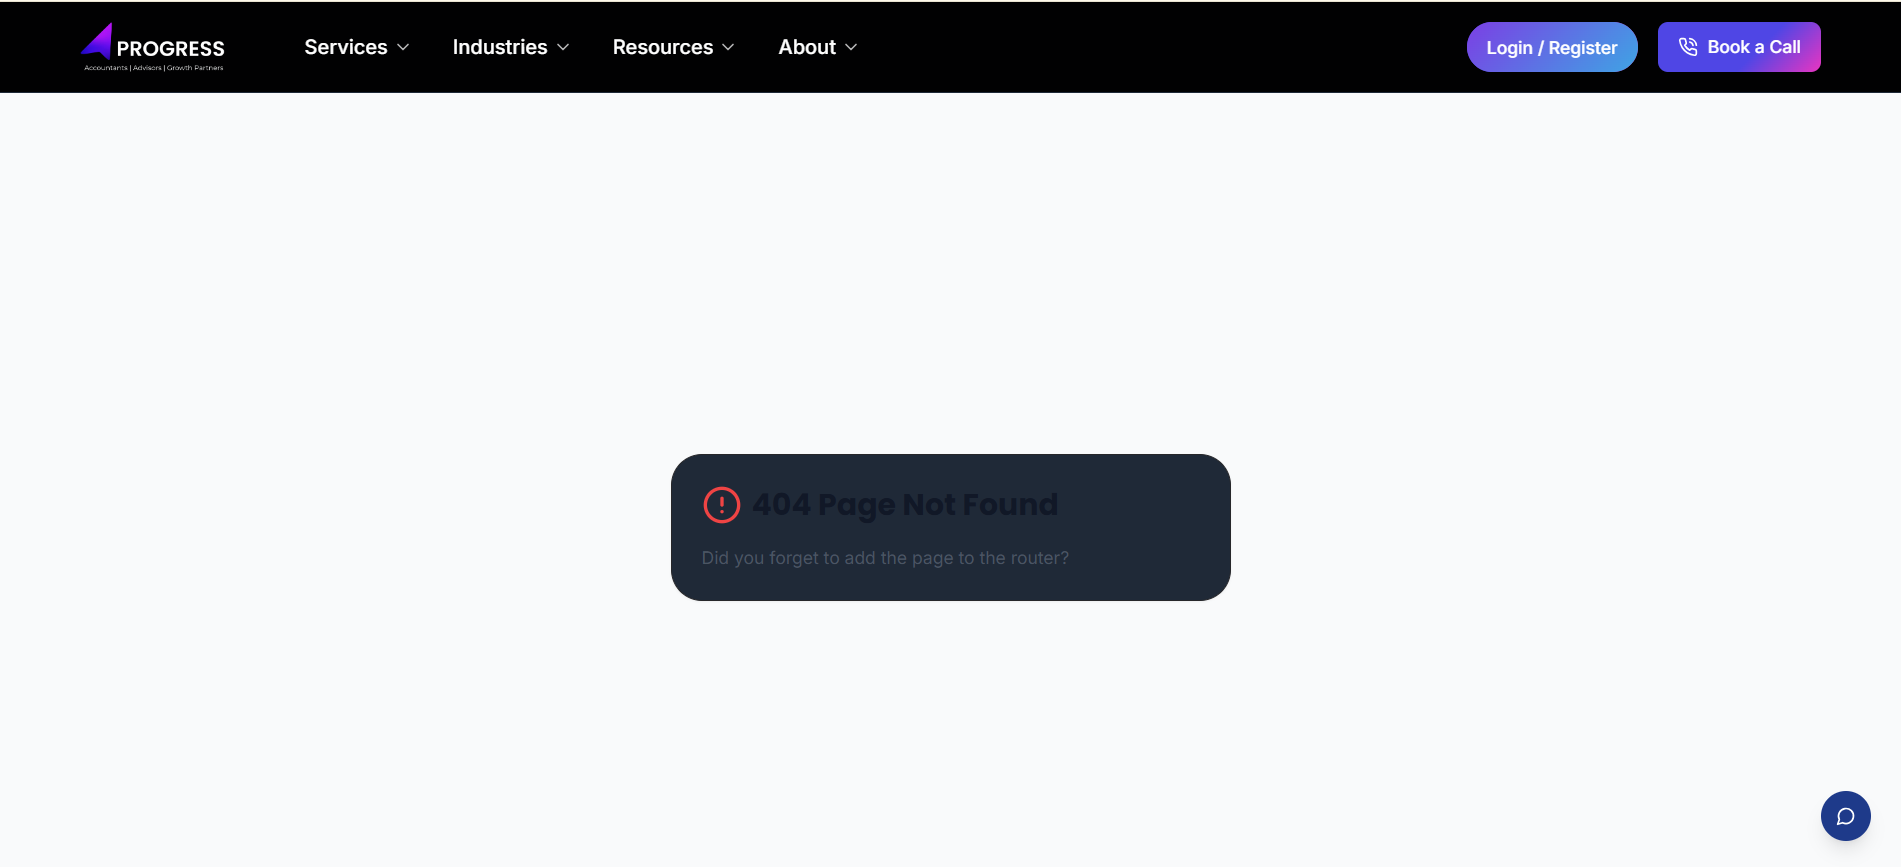 PROGRESS
Accountants | Advisors | Growth Partners
Services
Industries
Resources
About
Login / Register
Book a Call
404 Page Not Found
Did you forget to add the page to the router?